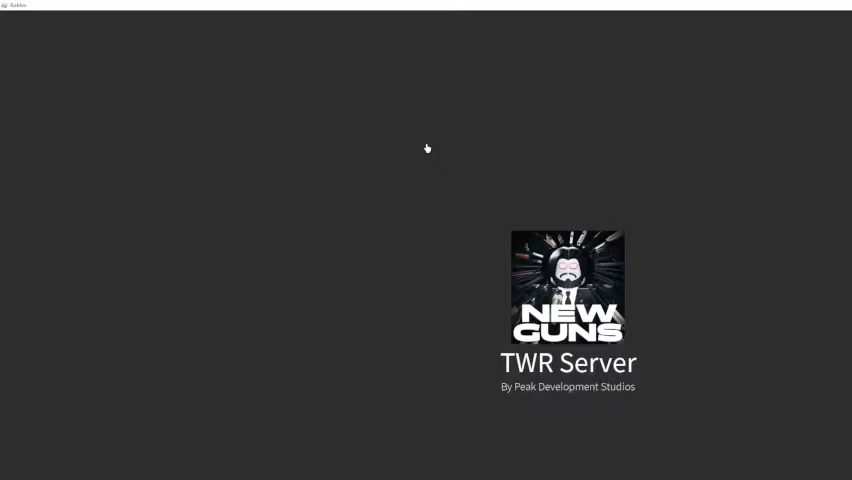 Roblox
NEW
GUNS
TWR Server
By Peak Development Studios